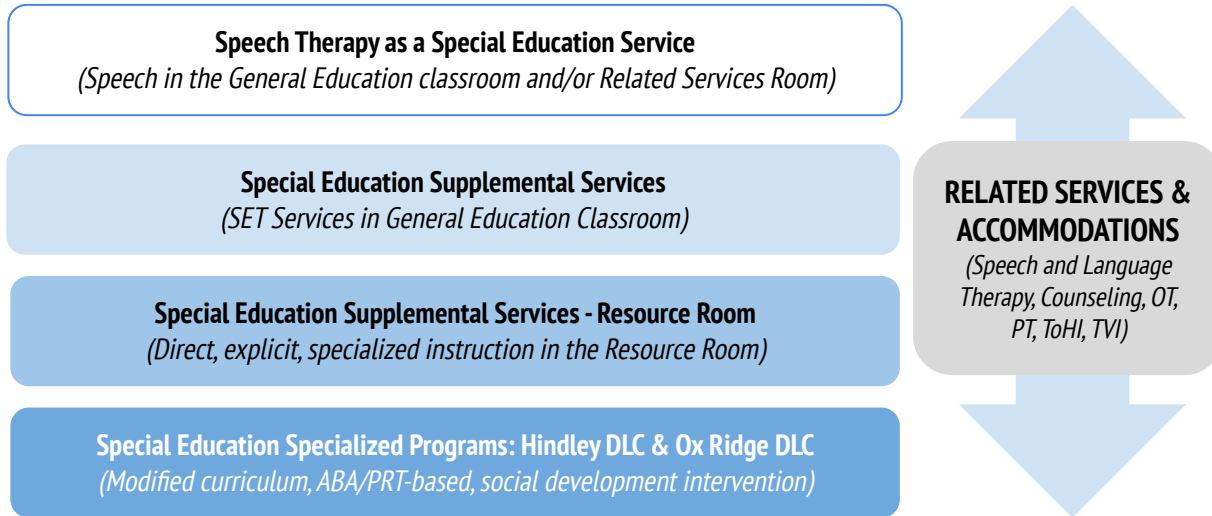 Speech Therapy as a Special Education Service
(Speech in the General Education classroom and/or Related Services Room)
Special Education Supplemental Services
(SET Services in General Education Classroom)
Special Education Supplemental Services - Resource Room
(Direct, explicit, specialized instruction in the Resource Room)
Special Education Specialized Programs: Hindley DLC & Ox Ridge DLC
(Modified curriculum, ABA/PRT-based, social development intervention)
RELATED SERVICES &
ACCOMMODATIONS
(Speech and Language
Therapy, Counseling, OT,
PT, ToHI, TVI)